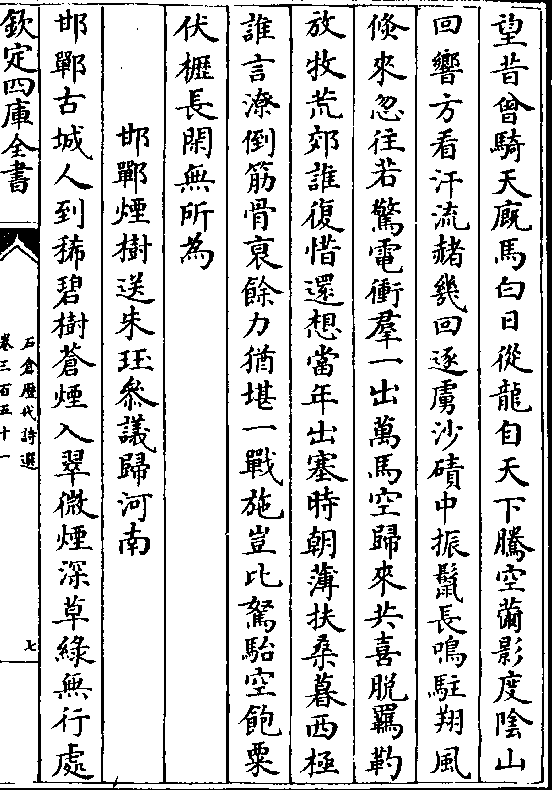 望昔曾騎天廐馬白日從龍自天下騰空影度陰山
回響方看汗流赭幾回逐虜沙磧中振鬛長鳴駐翔風
倐來忽往若驚電衝羣一出萬馬空歸來共喜脱羈靮
放牧荒郊誰復惜還想當年出塞時朝薄扶桑暮西極
誰言潦倒筋骨衰餘力猶堪一戰施豈比駑駘空飽粟
伏櫪長閑無所為
邯鄲煙樹送朱珏叅議歸河南
邯鄲古城人到稀碧樹蒼煙入翠微煙深草綠無行處
欽定四庫全書
石倉歷代詩選
卷三百五十一
七